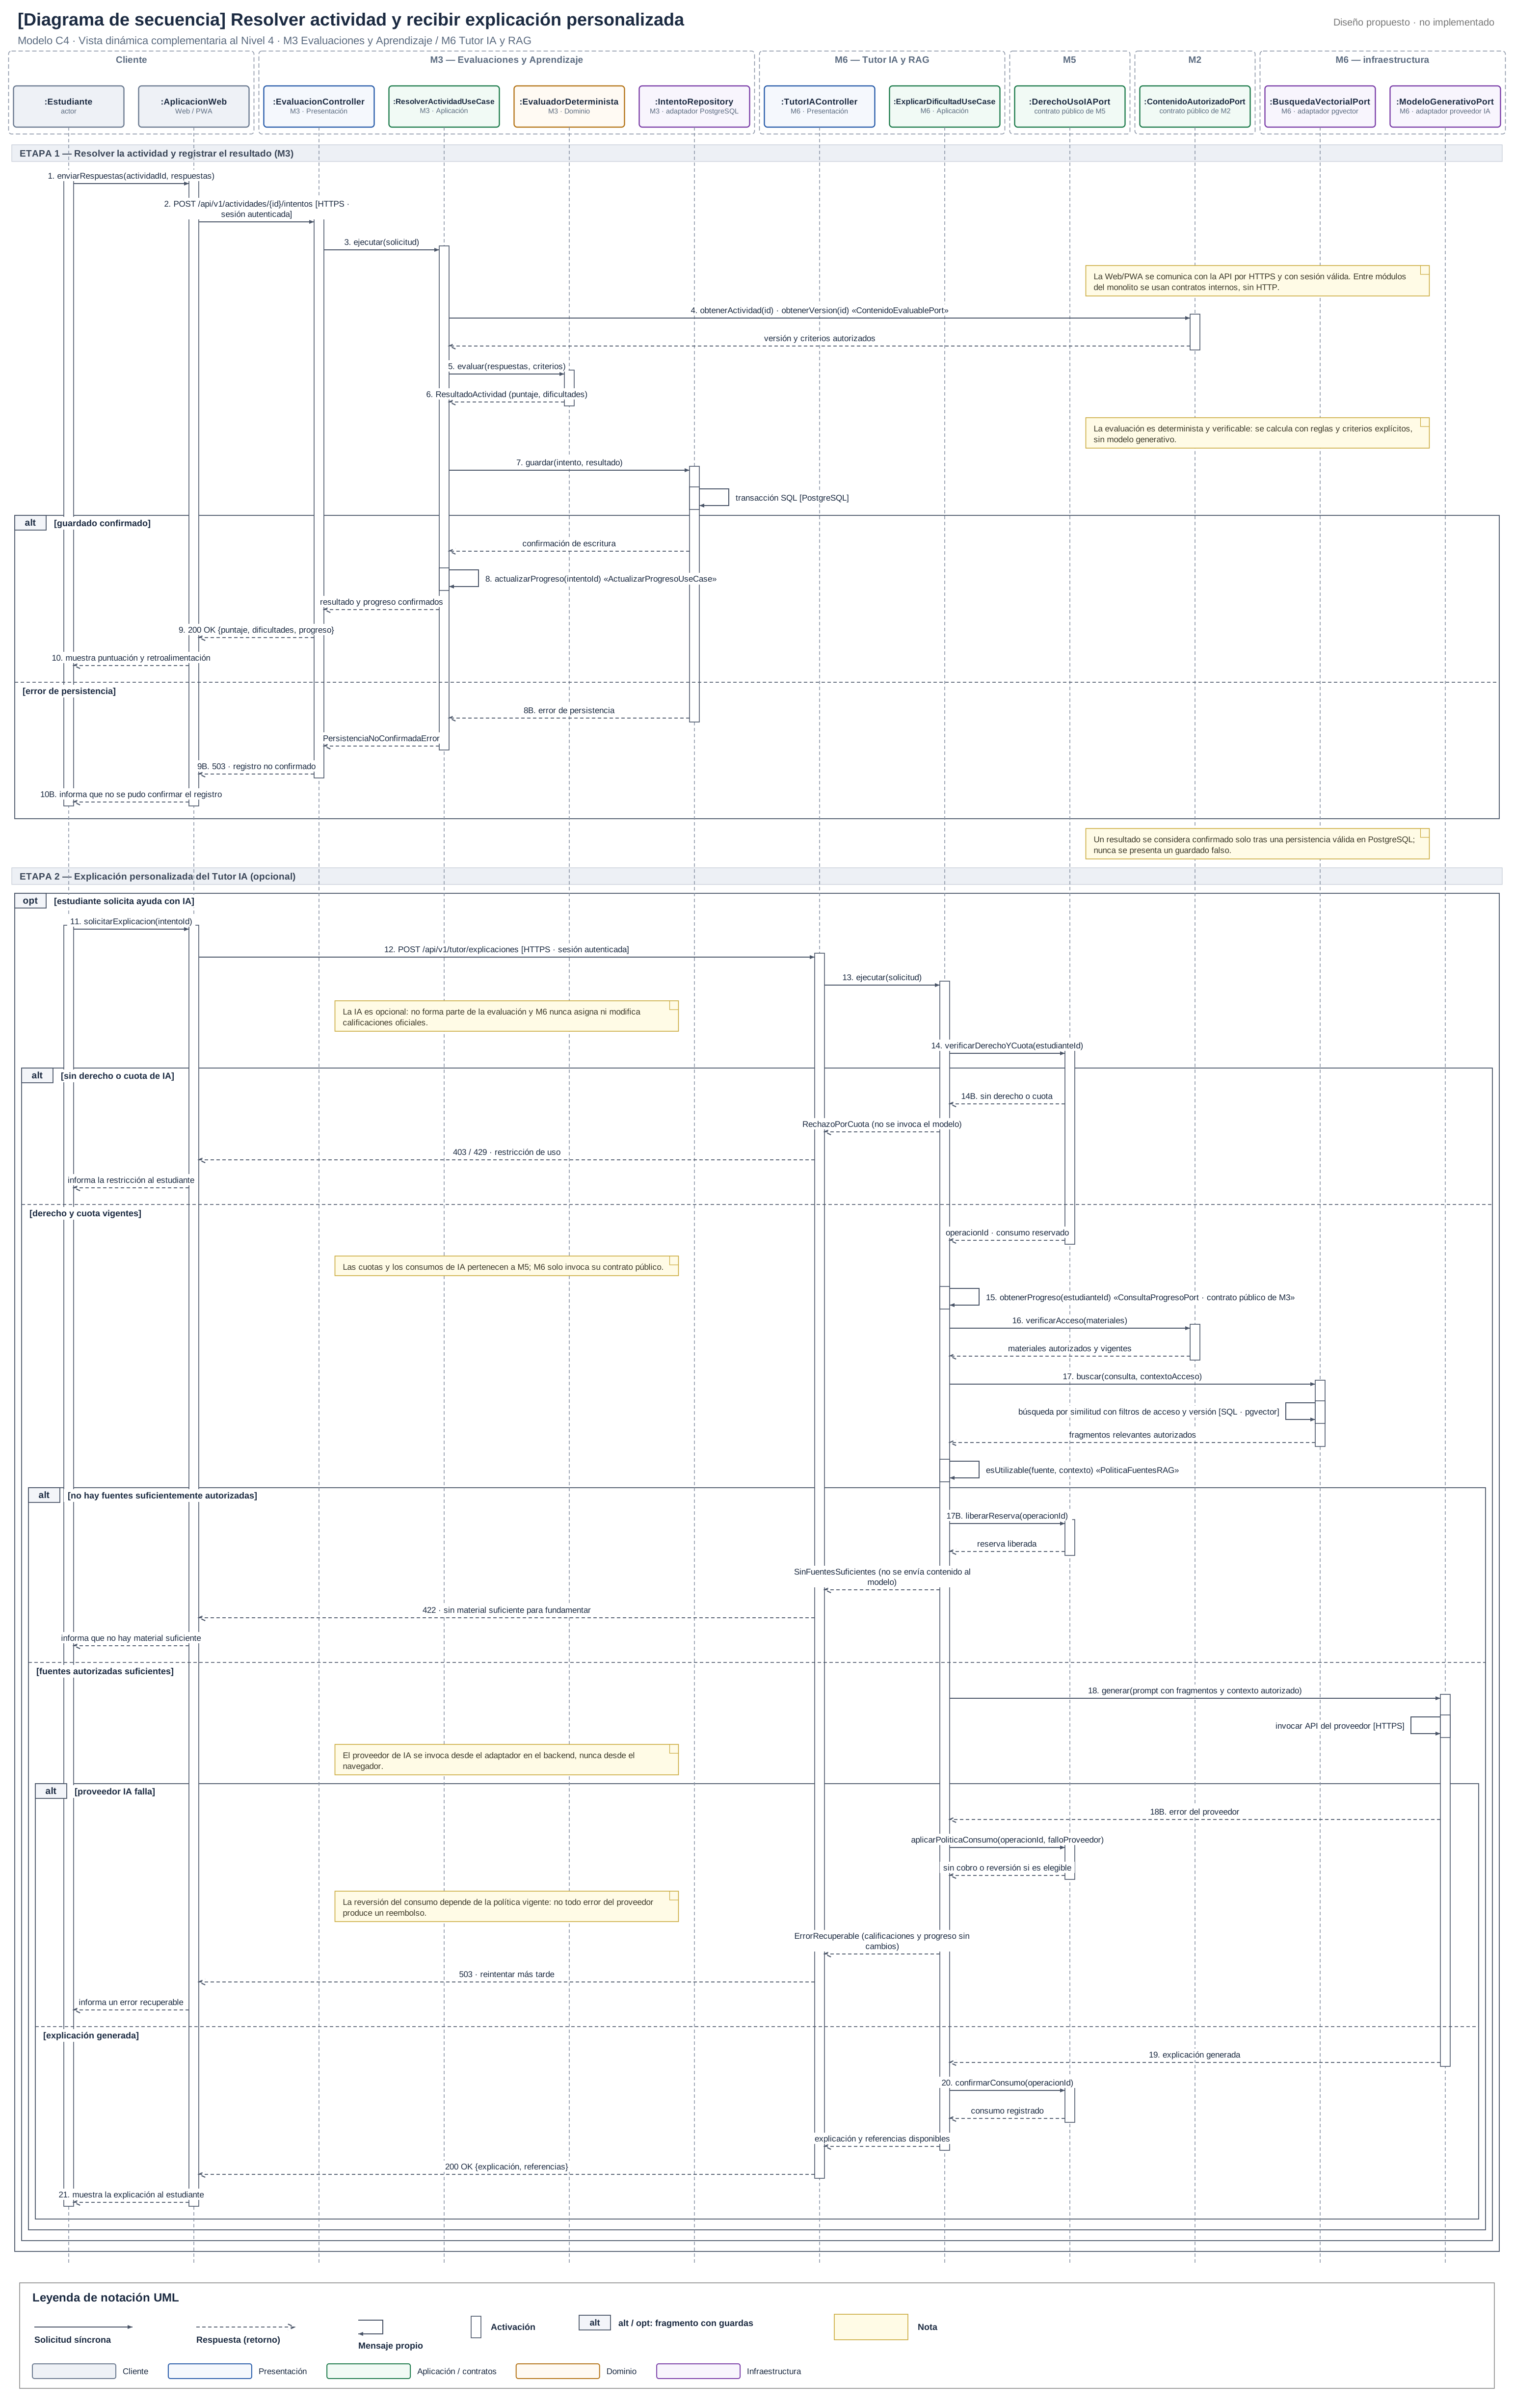 [Diagrama de secuencia] Resolver actividad y recibir explicación personalizada
Diseño propuesto · no implementado
Modelo C4 · Vista dinámica complementaria al Nivel 4 · M3 Evaluaciones y Aprendizaje / M6 Tutor IA y RAG
Cliente
M3 — Evaluaciones y Aprendizaje
M6 — Tutor IA y RAG
M5
M2
M6 — infraestructura
:Estudiante
actor
:AplicacionWeb
Web / PWA
:EvaluacionController
M3 · Presentación
:ResolverActividadUseCase
M3 · Aplicación
:EvaluadorDeterminista
M3 · Dominio
:IntentoRepository
M3 · adaptador PostgreSQL
:TutorIAController
M6 · Presentación
:ExplicarDificultadUseCase
M6 · Aplicación
:DerechoUsoIAPort
contrato público de M5
:ContenidoAutorizadoPort
contrato público de M2
:BusquedaVectorialPort
M6 · adaptador pgvector
:ModeloGenerativoPort
M6 · adaptador proveedor IA
ETAPA 1 — Resolver la actividad y registrar el resultado (M3)
1. enviarRespuestas(actividadId, respuestas)
2. POST /api/v1/actividades/{id}/intentos [HTTPS ·
sesión autenticada]
3. ejecutar(solicitud)
La Web/PWA se comunica con la API por HTTPS y con sesión válida. Entre módulos
del monolito se usan contratos internos, sin HTTP.
4. obtenerActividad(id) · obtenerVersion(id) «ContenidoEvaluablePort»
versión y criterios autorizados
5. evaluar(respuestas, criterios)
6. ResultadoActividad (puntaje, dificultades)
La evaluación es determinista y verificable: se calcula con reglas y criterios explícitos,
sin modelo generativo.
7. guardar(intento, resultado)
transacción SQL [PostgreSQL]
alt
[guardado confirmado]
confirmación de escritura
8. actualizarProgreso(intentoId) «ActualizarProgresoUseCase»
resultado y progreso confirmados
9. 200 OK {puntaje, dificultades, progreso}
10. muestra puntuación y retroalimentación
[error de persistencia]
8B. error de persistencia
PersistenciaNoConfirmadaError
9B. 503 · registro no confirmado
10B. informa que no se pudo confirmar el registro
Un resultado se considera confirmado solo tras una persistencia válida en PostgreSQL;
nunca se presenta un guardado falso.
ETAPA 2 — Explicación personalizada del Tutor IA (opcional)
opt
[estudiante solicita ayuda con IA]
11. solicitarExplicacion(intentoId)
12. POST /api/v1/tutor/explicaciones [HTTPS · sesión autenticada]
13. ejecutar(solicitud)
La IA es opcional: no forma parte de la evaluación y M6 nunca asigna ni modifica
calificaciones oficiales.
14. verificarDerechoYCuota(estudianteId)
alt
[sin derecho o cuota de IA]
14B. sin derecho o cuota
RechazoPorCuota (no se invoca el modelo)
403 / 429 · restricción de uso
informa la restricción al estudiante
[derecho y cuota vigentes]
operacionId · consumo reservado
Las cuotas y los consumos de IA pertenecen a M5; M6 solo invoca su contrato público.
15. obtenerProgreso(estudianteId) «ConsultaProgresoPort · contrato público de M3»
16. verificarAcceso(materiales)
materiales autorizados y vigentes
17. buscar(consulta, contextoAcceso)
búsqueda por similitud con filtros de acceso y versión [SQL · pgvector]
fragmentos relevantes autorizados
esUtilizable(fuente, contexto) «PoliticaFuentesRAG»
alt
[no hay fuentes suficientemente autorizadas]
17B. liberarReserva(operacionId)
reserva liberada
SinFuentesSuficientes (no se envía contenido al
modelo)
422 · sin material suficiente para fundamentar
informa que no hay material suficiente
[fuentes autorizadas suficientes]
18. generar(prompt con fragmentos y contexto autorizado)
invocar API del proveedor [HTTPS]
El proveedor de IA se invoca desde el adaptador en el backend, nunca desde el
navegador.
alt
[proveedor IA falla]
18B. error del proveedor
aplicarPoliticaConsumo(operacionId, falloProveedor)
sin cobro o reversión si es elegible
La reversión del consumo depende de la política vigente: no todo error del proveedor
produce un reembolso.
ErrorRecuperable (calificaciones y progreso sin
cambios)
503 · reintentar más tarde
informa un error recuperable
[explicación generada]
19. explicación generada
20. confirmarConsumo(operacionId)
consumo registrado
explicación y referencias disponibles
200 OK {explicación, referencias}
21. muestra la explicación al estudiante
Leyenda de notación UML
Solicitud síncrona
Respuesta (retorno)
Mensaje propio
Activación
alt
alt / opt: fragmento con guardas
Nota
Cliente
Presentación
Aplicación / contratos
Dominio
Infraestructura